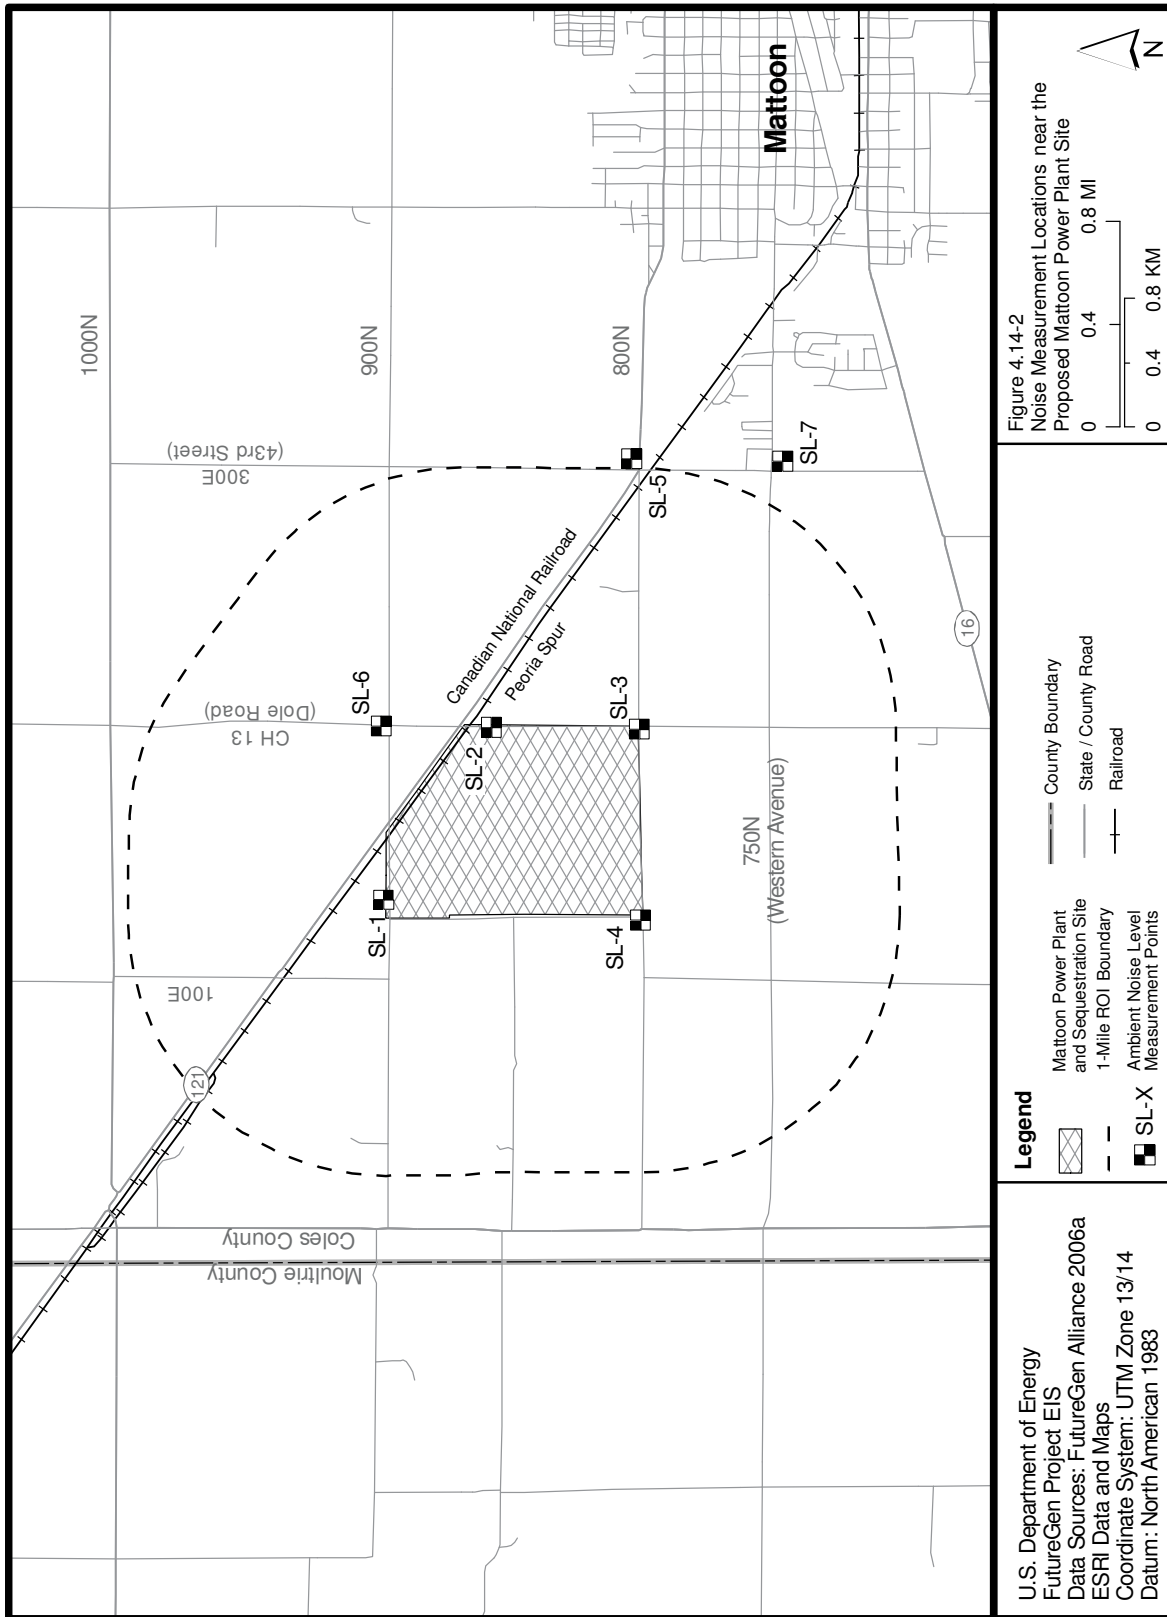 1000N
900N
800N
Mattoon
300E
(43rd Street)
SL-5
SL-7
Canadian National Railroad
Peoria Spur
SL-6
CH 13
(Dole Road)
SL-2
SL-3
16
750N
(Western Avenue)
SL-1
SL-4
100E
121
Coles County
Moultrie County
U.S. Department of Energy
FutureGen Project EIS
Data Sources: FutureGen Alliance 2006a
ESRI Data and Maps
Coordinate System: UTM Zone 13/14
Datum: North American 1983
Legend
Mattoon Power Plant
and Sequestration Site
1-Mile ROI Boundary
SL-X
Ambient Noise Level
Measurement Points
County Boundary
State / County Road
Railroad
Figure 4.14-2
Noise Measurement Locations near the
Proposed Mattoon Power Plant Site
0 0.4 0.8 MI
0 0.4 0.8 KM
N